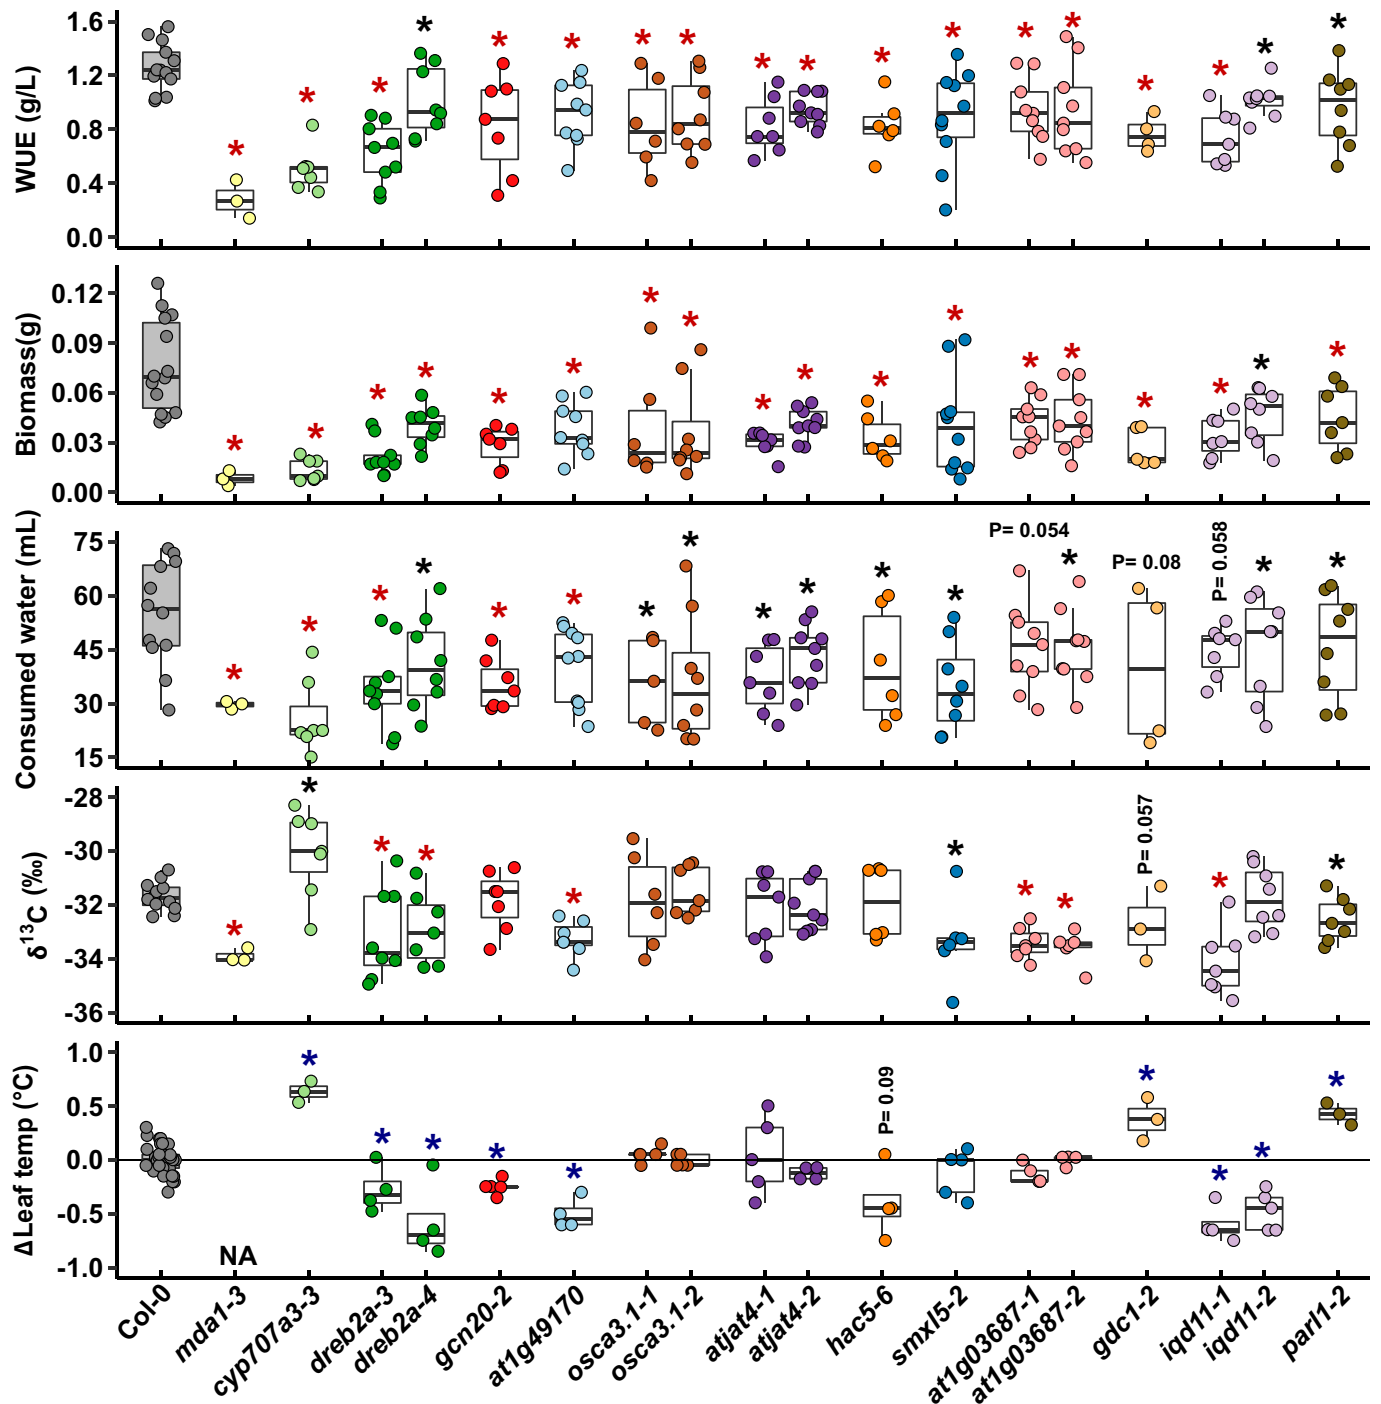 WUE (g/L)
1.6
1.2
0.8
0.4
0.0
* * * * * * * * * * * * * * * * * * *
Biomass(g)
0.12
0.09
0.06
0.03
0.00
* * * * * * * * * * * * * * * * * * *
Consumed water (mL)
75
60
45
30
15
* * * * * * * * * * * *
P= 0.054
*
P= 0.08
P= 0.058
* *
δ13C (‰)
-28
-30
-32
-34
-36
* * * * * * * *
P= 0.057
* *
ΔLeaf temp (°C)
1.0
0.5
0.0
-0.5
-1.0
NA
* * * * *
P= 0.09
* * * *
Col-0
mda1-3
cyp707a3-3
dreb2a-3
dreb2a-4
gcn20-2
at1g49170
osca3.1-1
osca3.1-2
atjat4-1
atjat4-2
hac5-6
smxl5-2
at1g03687-1
at1g03687-2
gdc1-2
iqd11-1
iqd11-2
parl1-2